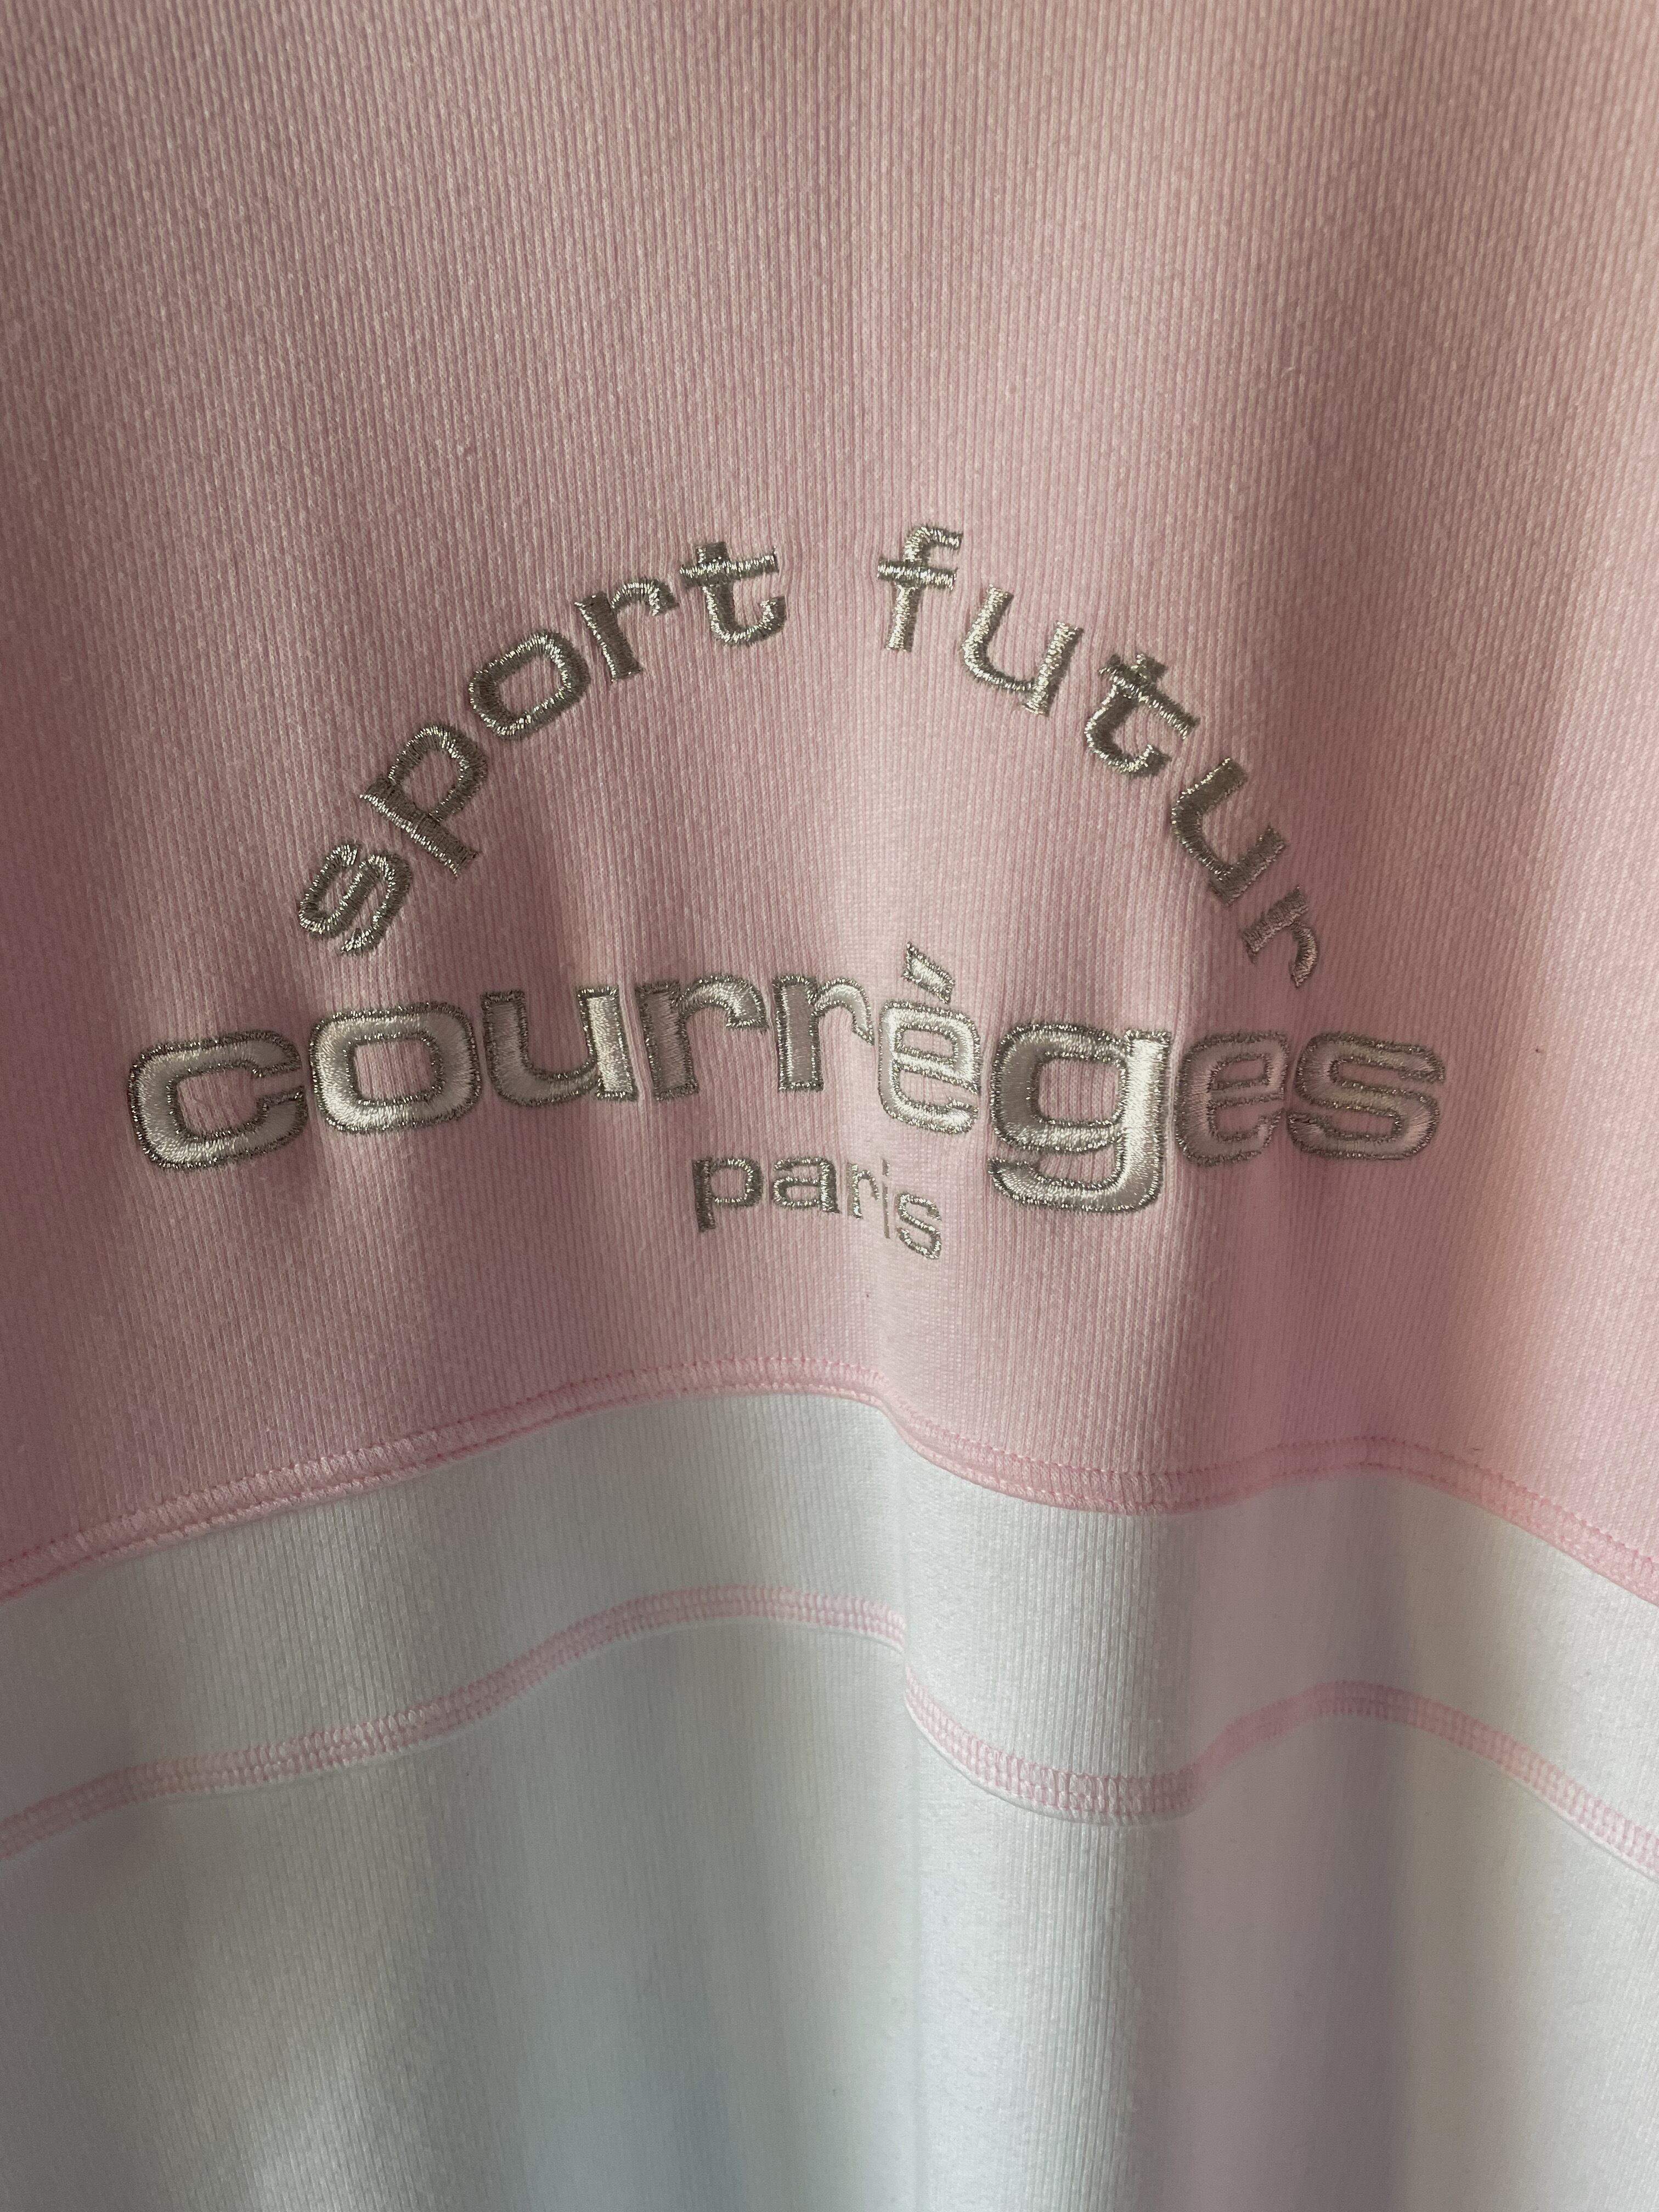 sport futur
courrèges
paris